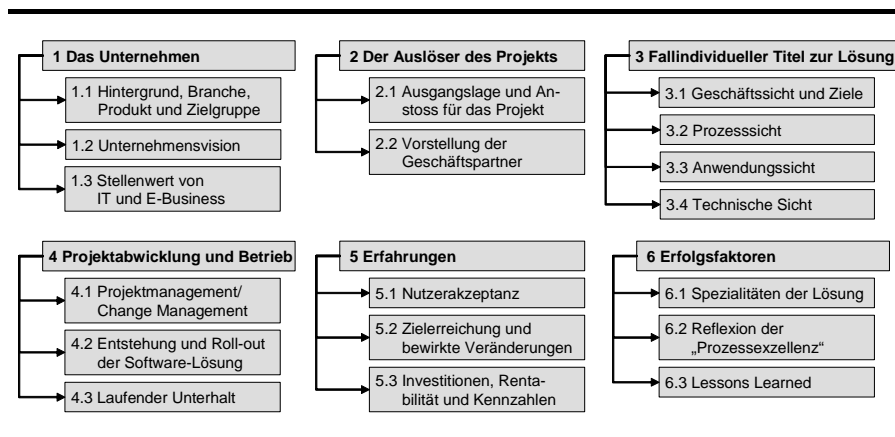 1 Das Unternehmen
1.1 Hintergrund, Branche,
Produkt und Zielgruppe
1.2 Unternehmensvision
1.3 Stellenwert von
IT und E-Business
2 Der Auslöser des Projekts
2.1 Ausgangslage und An-
stoss für das Projekt
2.2 Vorstellung der
Geschäftspartner
3 Fallindividueller Titel zur Lösung
3.1 Geschäftssicht und Ziele
3.2 Prozesssicht
3.3 Anwendungssicht
3.4 Technische Sicht
4 Projektabwicklung und Betrieb
4.1 Projektmanagement/
Change Management
4.2 Entstehung und Roll-out
der Software-Lösung
4.3 Laufender Unterhalt
5 Erfahrungen
5.1 Nutzerakzeptanz
5.2 Zielerreichung und
bewirkte Veränderungen
5.3 Investitionen, Renta-
bilität und Kennzahlen
6 Erfolgsfaktoren
6.1 Spezialitäten der Lösung
6.2 Reflexion der
„Prozessexzellenz“
6.3 Lessons Learned